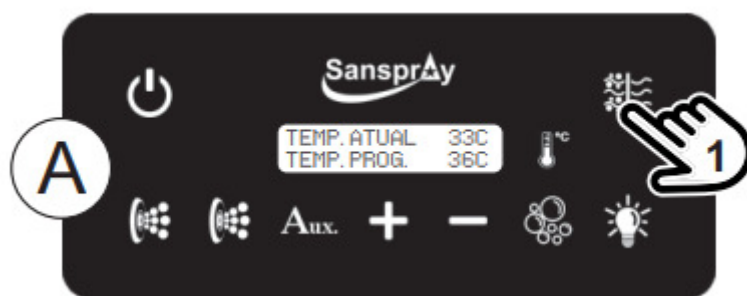 Sanspray
TEMP. ATUAL 33C
°C
TEMP. PROG. 36C
1
A
Aux.